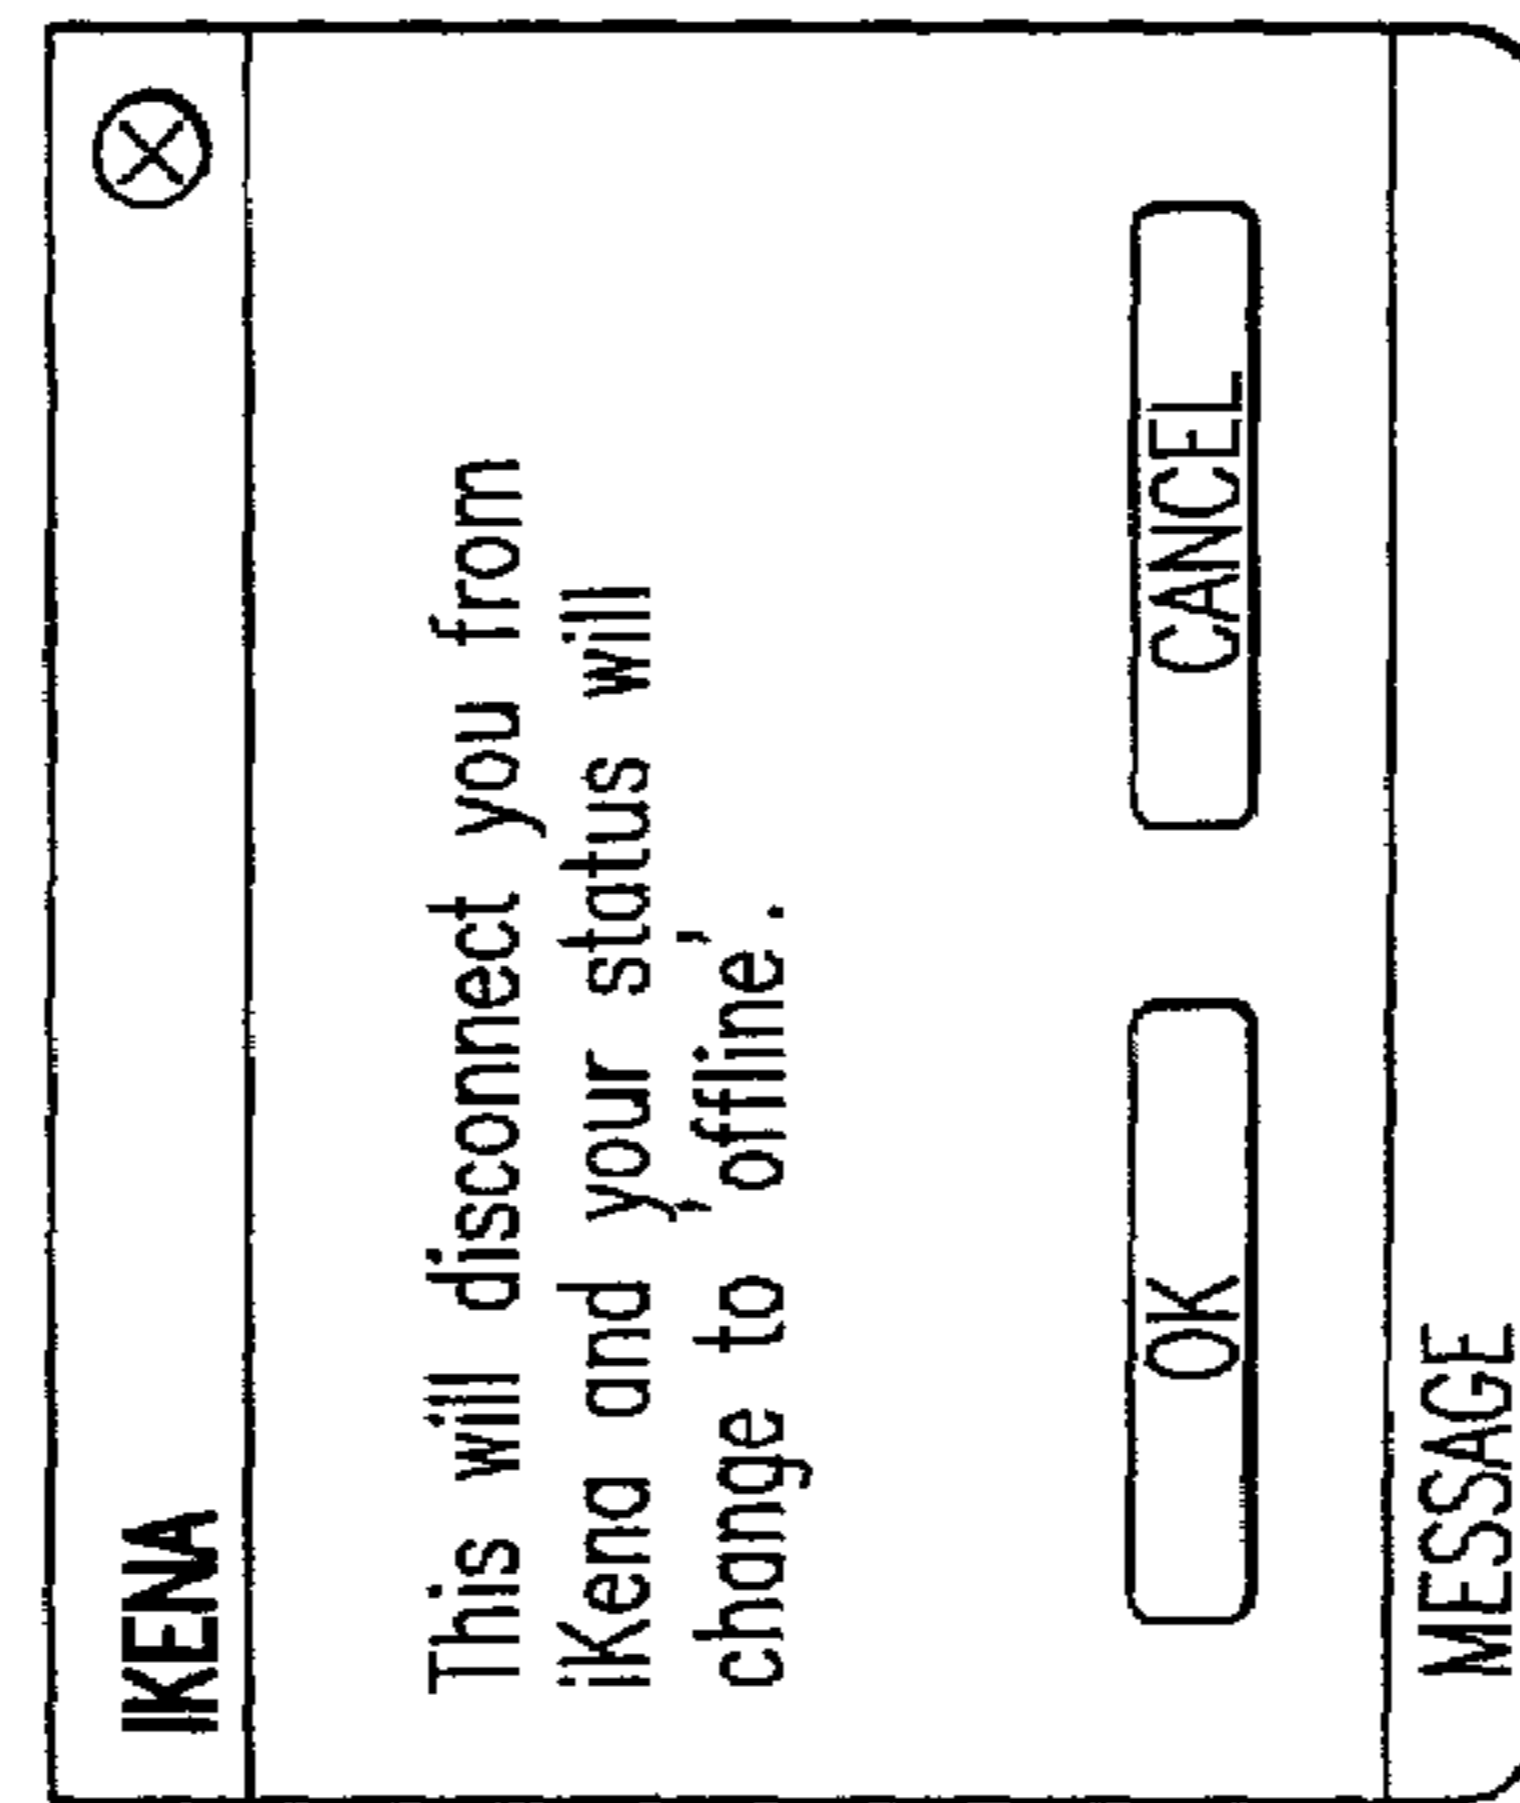 IKENA
This will disconnect you from
iKena and your status will
change to 'offline'.
OK CANCEL
MESSAGE